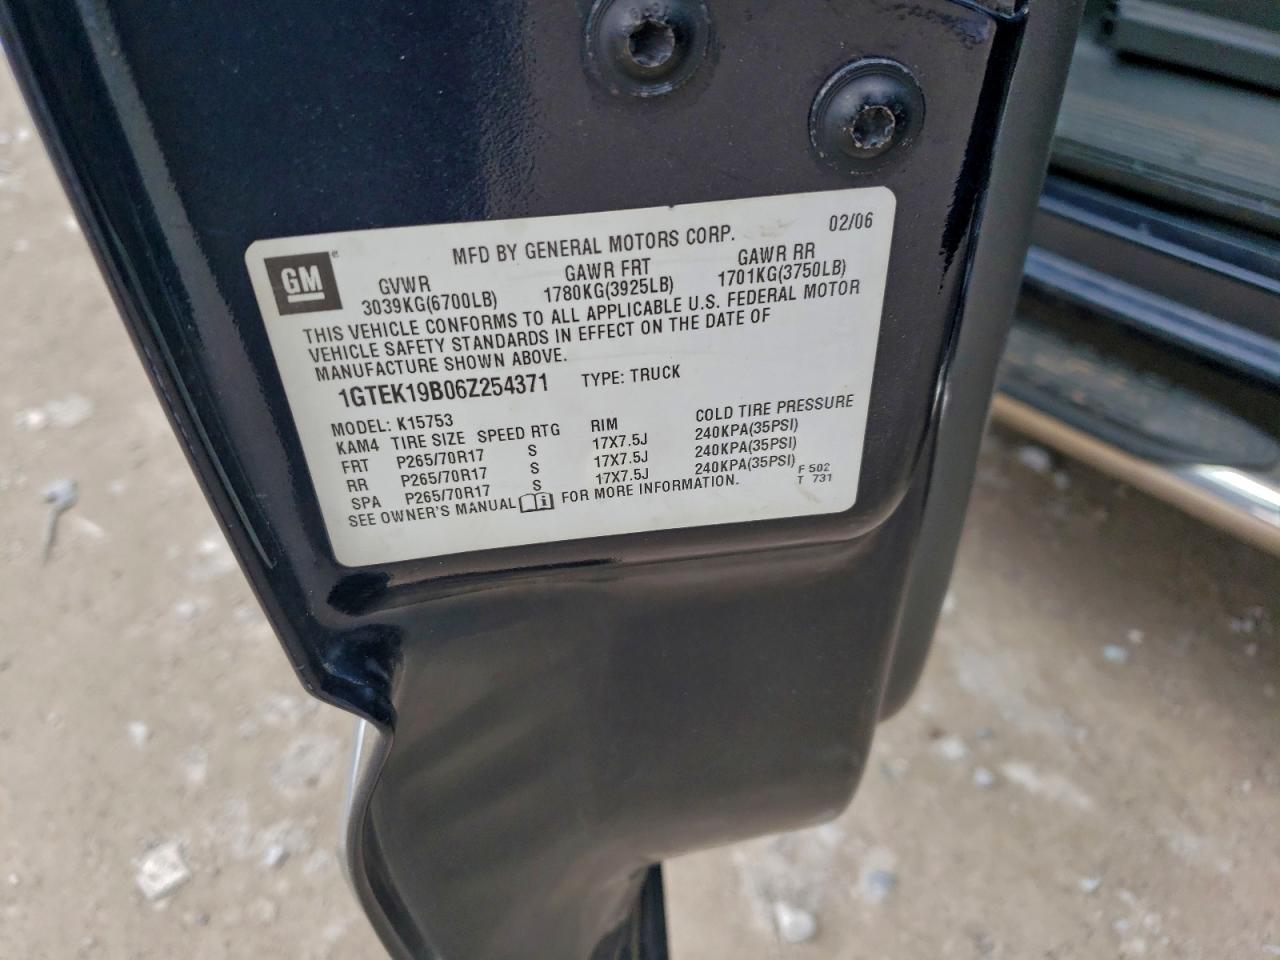 GM
MFD BY GENERAL MOTORS CORP. 02/06
GVWR GAWR FRT GAWR RR
3039KG(6700LB) 1780KG(3925LB) 1701KG(3750LB)
THIS VEHICLE CONFORMS TO ALL APPLICABLE U.S. FEDERAL MOTOR
VEHICLE SAFETY STANDARDS IN EFFECT ON THE DATE OF
MANUFACTURE SHOWN ABOVE.
1GTEK19B06Z254371 TYPE: TRUCK
MODEL: K15753
KAM4 TIRE SIZE SPEED RTG RIM COLD TIRE PRESSURE
FRT P265/70R17 S 17X7.5J 240KPA(35PSI)
RR P265/70R17 S 17X7.5J 240KPA(35PSI)
SPA P265/70R17 S 17X7.5J 240KPA(35PSI)
SEE OWNER'S MANUAL i FOR MORE INFORMATION.
F 502
T 731